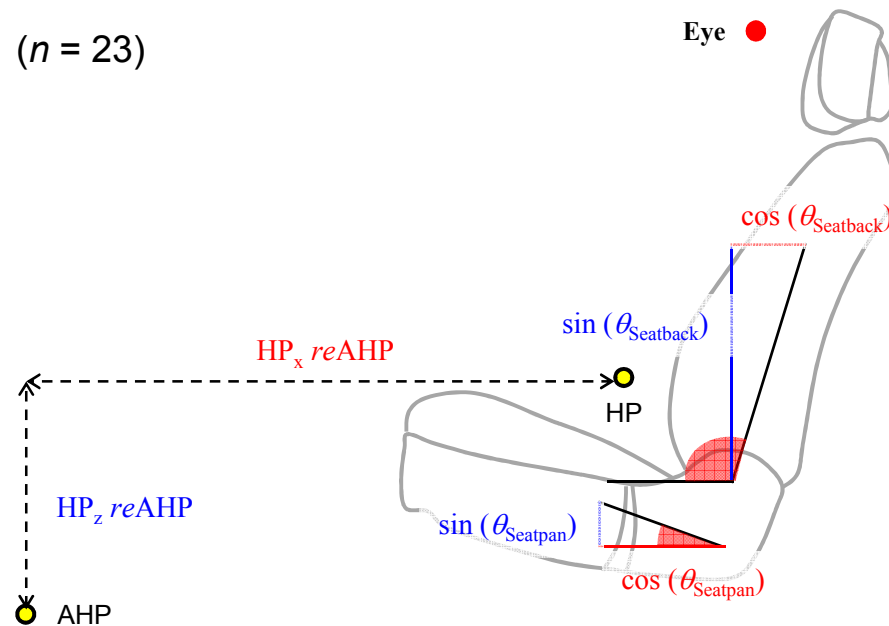 (n = 23)
Eye
cos (θSeatback)
sin (θSeatback)
HPx reAHP
HP
HPz reAHP
sin (θSeatpan)
cos (θSeatpan)
AHP